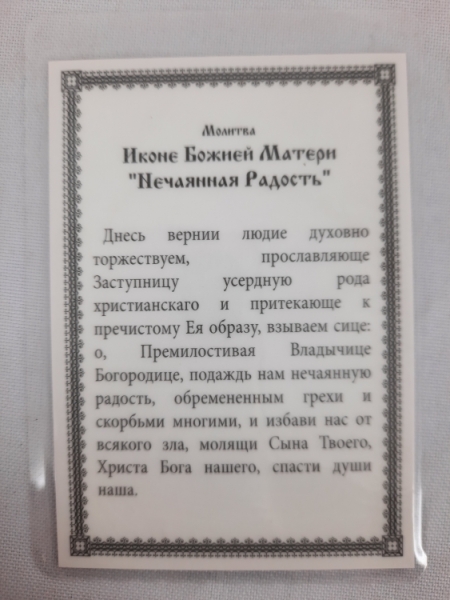 Молитва
Иконе Божией Матери
"Нечаянная Радость"
Днесь вернии людие духовно
торжествуем, прославляюще
Заступницу усердную рода
христианскаго и притекающе к
пречистому Ея образу, взываем сице:
о, Премилостивая Владычице
Богородице, подаждь нам нечаянную
радость, обремененным грехи и
скорбьми многими, и избави нас от
всякого зла, молящи Сына Твоего,
Христа Бога нашего, спасти души
наша.